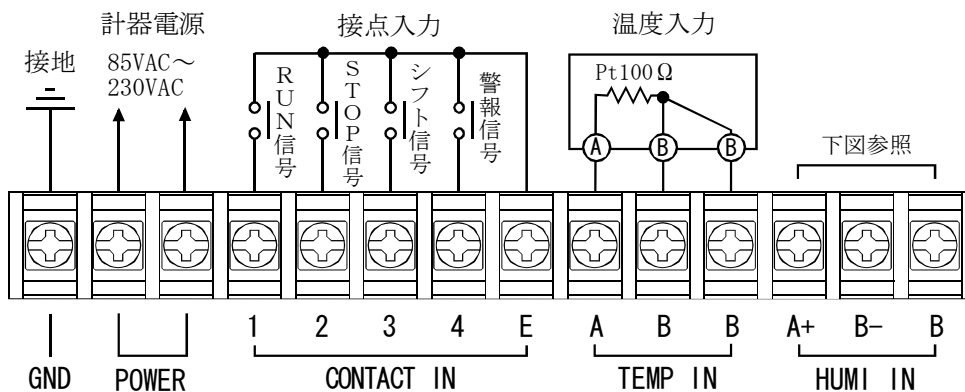 計器電源
接点入力
温度入力
接地
85VAC～
230VAC
RUN信号
STOP信号
シフト信号
警報信号
Pt100Ω
A B B
下図参照
1 2 3 4 E A B B A+ B- B
GND POWER CONTACT IN TEMP IN HUMI IN